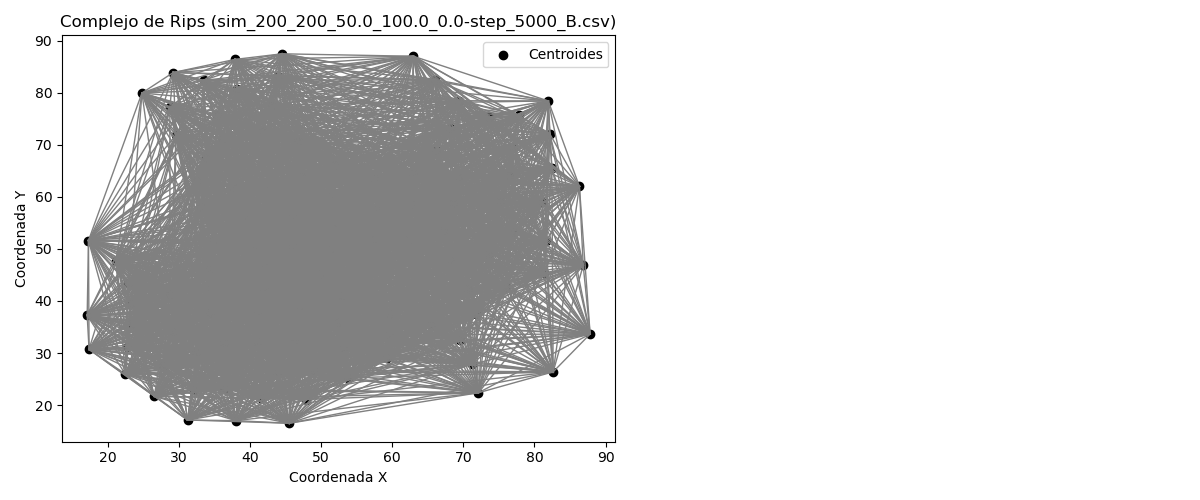 Complejo de Rips (sim_200_200_50.0_100.0_0.0-step_5000_B.csv)
90
80
70
60
50
40
30
20
Coordenada Y
Centroides
20 30 40 50 60 70 80 90
Coordenada X